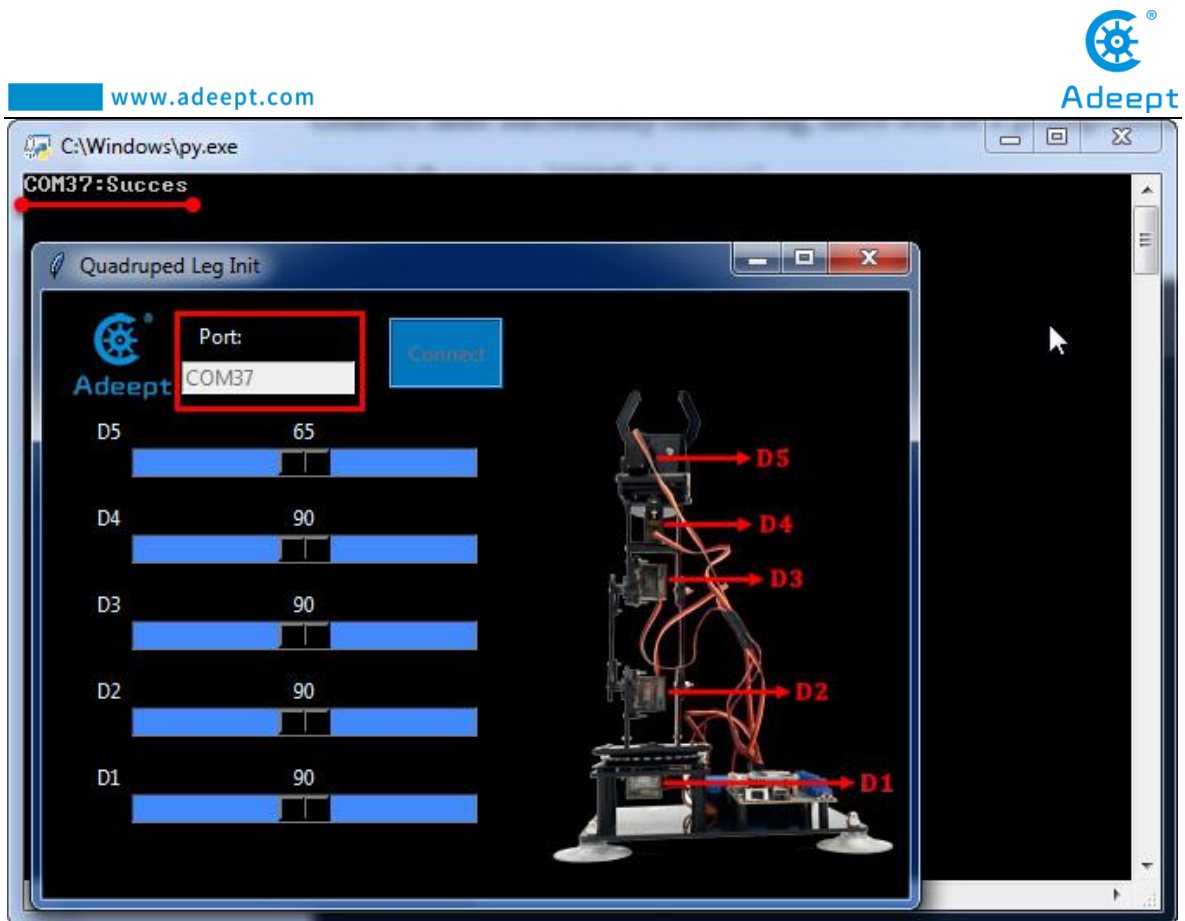 ®
Adeept
www.adeept.com
C:\Windows\py.exe
COM37:Succes
Quadruped Leg Init
Port:
Connect
Adeept
COM37
D5 65
D5
D4 90
D4
D3
D3 90
D2 90
D2
D1 90
D1